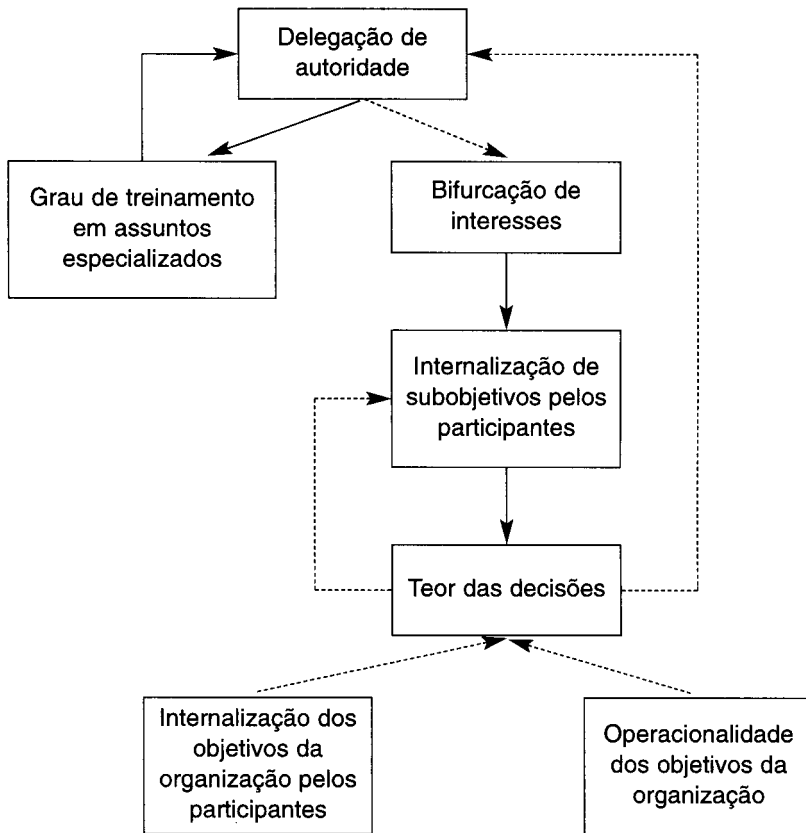 Delegação de
autoridade
Grau de treinamento
em assuntos
especializados
Bifurcação de
interesses
Internalização de
subobjetivos pelos
participantes
Teor das decisões
Internalização dos
objetivos da
organização pelos
participantes
Operacionalidade
dos objetivos da
organização